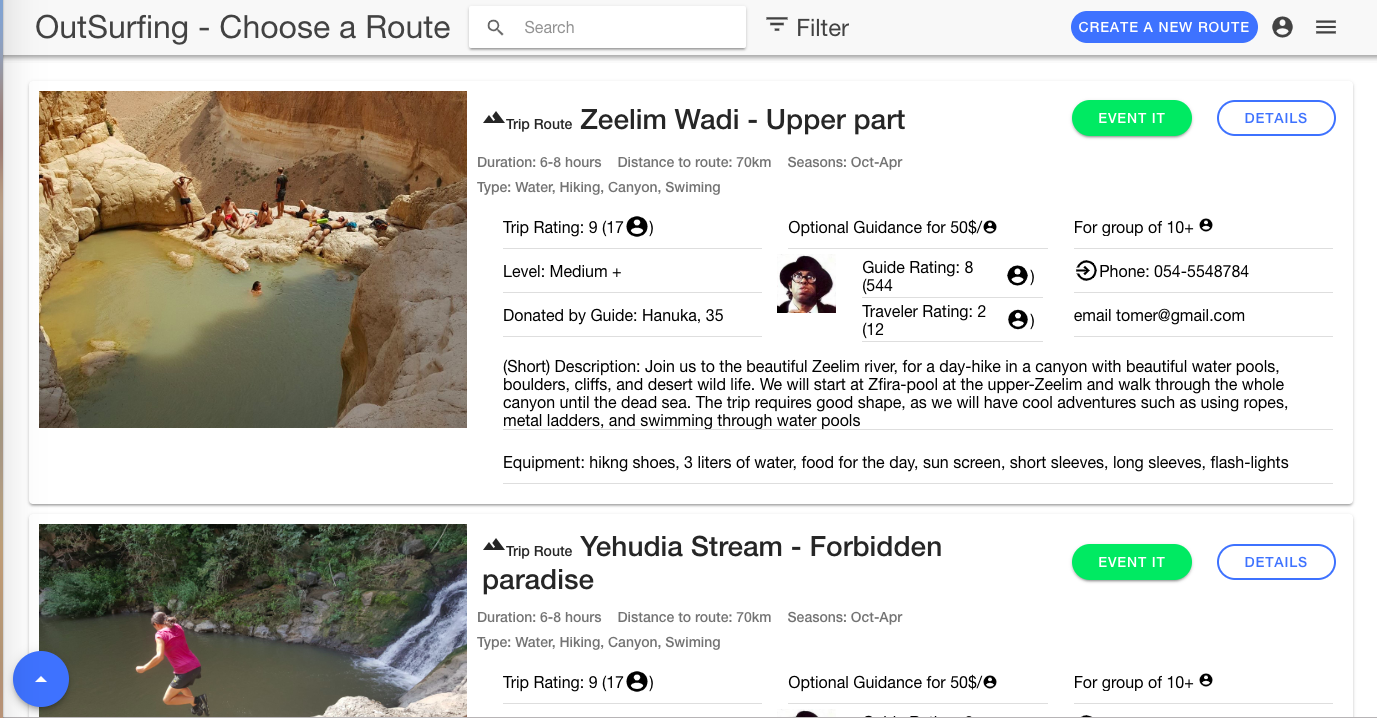 OutSurfing - Choose a Route
Search
Filter
CREATE A NEW ROUTE
Trip Route Zeelim Wadi - Upper part
EVENT IT
DETAILS
Duration: 6-8 hours Distance to route: 70km Seasons: Oct-Apr
Type: Water, Hiking, Canyon, Swiming
Trip Rating: 9 (17 )
Optional Guidance for 50$/
For group of 10+
Level: Medium +
Guide Rating: 8
(544 )
Phone: 054-5548784
Donated by Guide: Hanuka, 35
Traveler Rating: 2
(12 )
email tomer@gmail.com
(Short) Description: Join us to the beautiful Zeelim river, for a day-hike in a canyon with beautiful water pools,
boulders, cliffs, and desert wild life. We will start at Zfira-pool at the upper-Zeelim and walk through the whole
canyon until the dead sea. The trip requires good shape, as we will have cool adventures such as using ropes,
metal ladders, and swimming through water pools
Equipment: hikng shoes, 3 liters of water, food for the day, sun screen, short sleeves, long sleeves, flash-lights
Trip Route Yehudia Stream - Forbidden
paradise
EVENT IT
DETAILS
Duration: 6-8 hours Distance to route: 70km Seasons: Oct-Apr
Type: Water, Hiking, Canyon, Swiming
Trip Rating: 9 (17 )
Optional Guidance for 50$/
For group of 10+